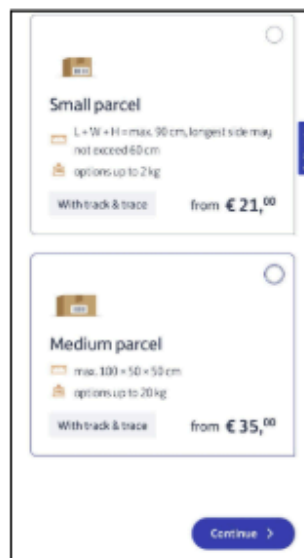 Small parcel
L + W + H = max. 90 cm, longest side may
not exceed 60 cm
options up to 2 kg
With track & trace
from € 21,00
Medium parcel
max. 100 × 50 × 50 cm
options up to 20 kg
With track & trace
from € 35,00
Continue